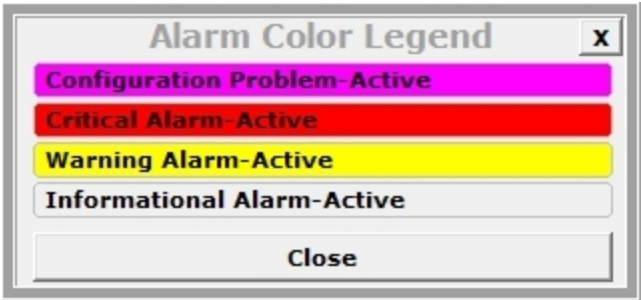 Alarm Color Legend
X
Configuration Problem-Active
Critical Alarm-Active
Warning Alarm-Active
Informational Alarm-Active
Close